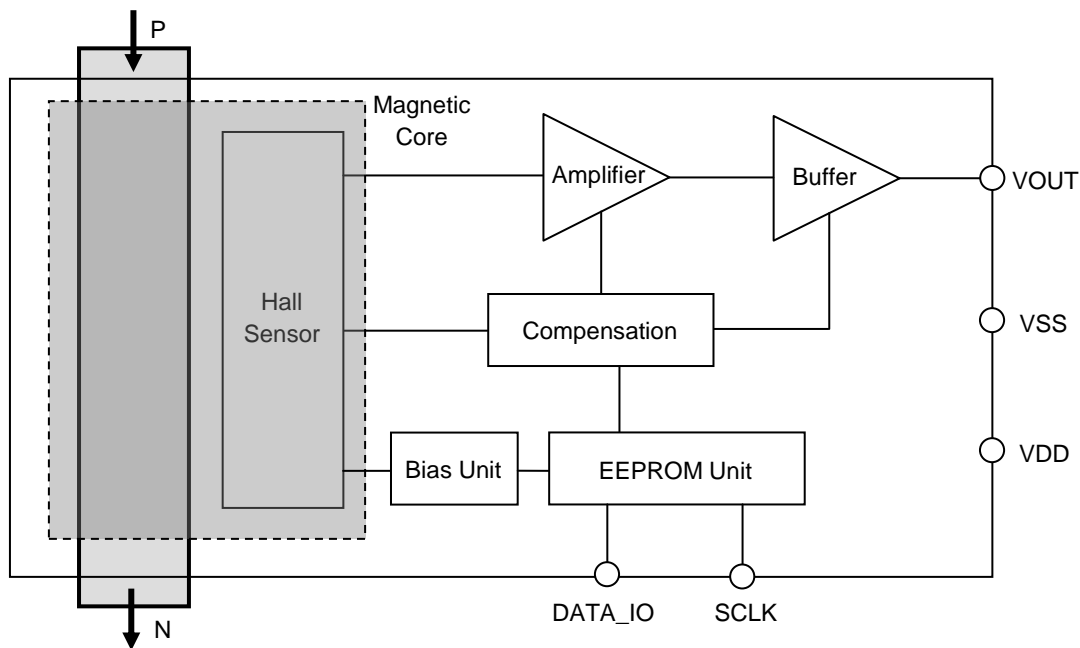 P
Magnetic
Core
Amplifier
Buffer
VOUT
Hall
Sensor
Compensation
VSS
Bias Unit
EEPROM Unit
VDD
DATA_IO
SCLK
N